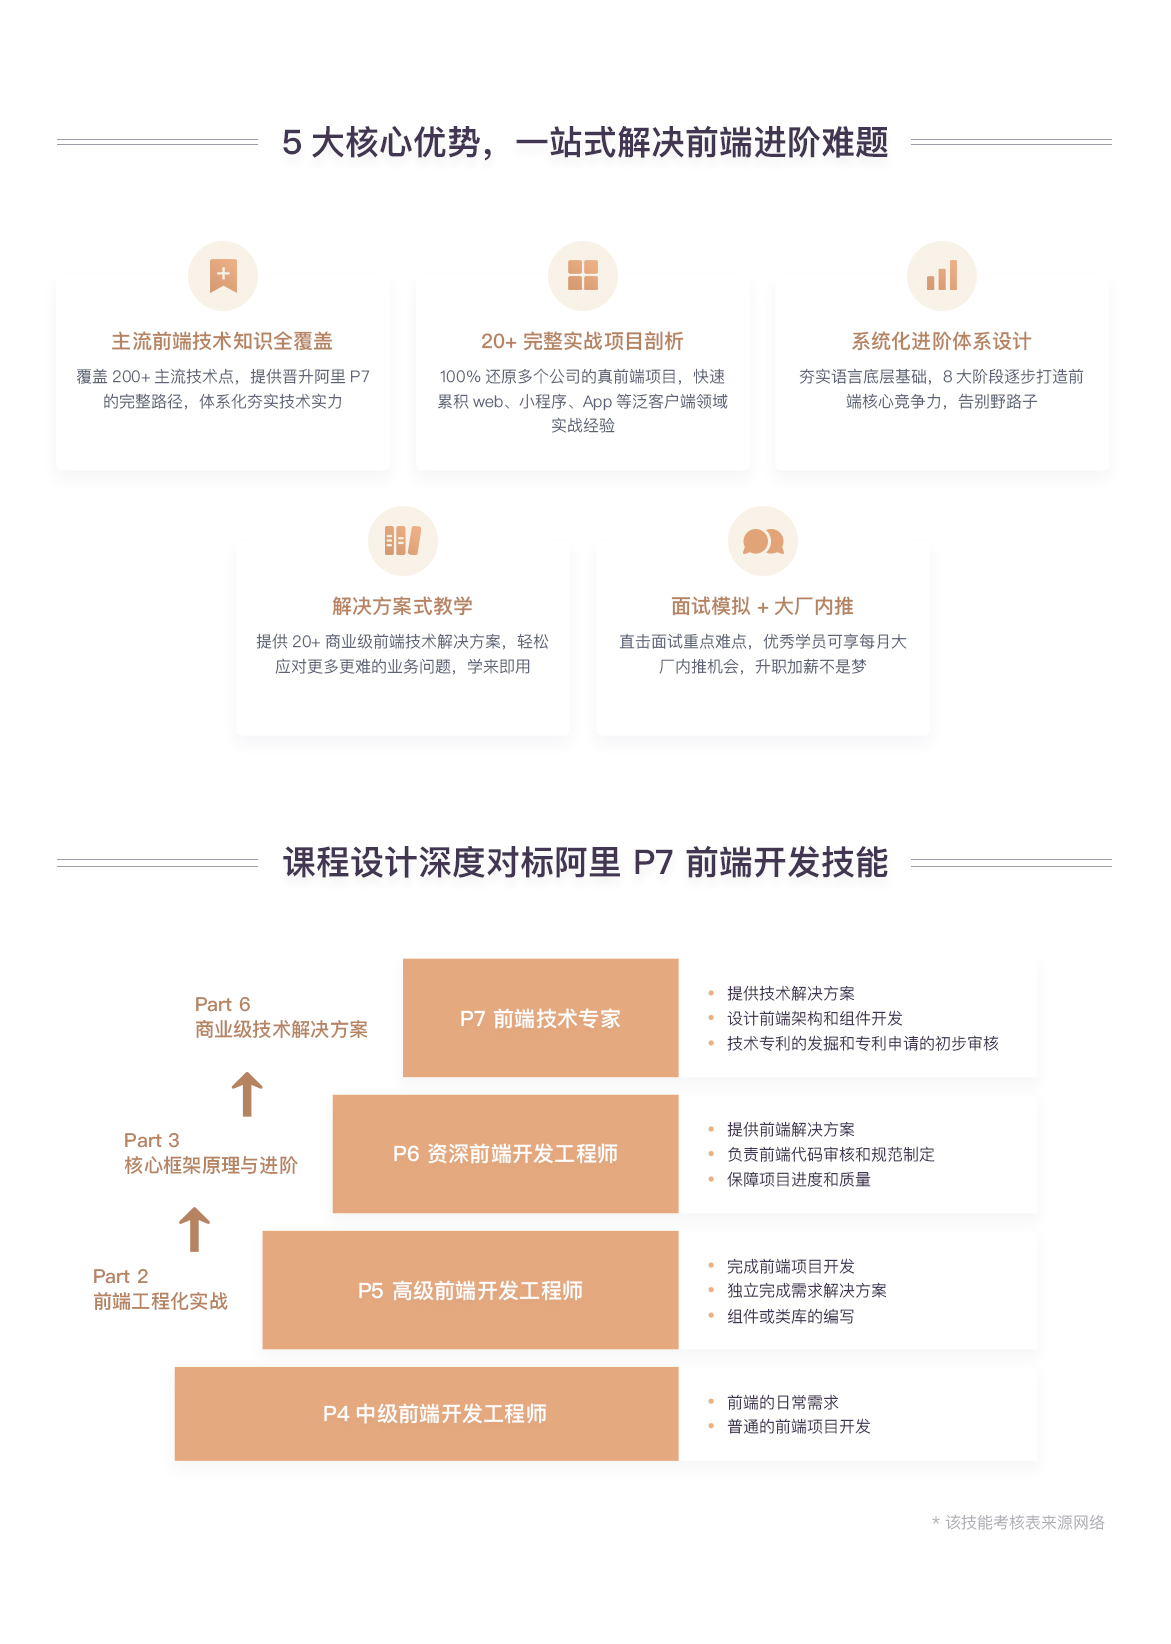 5 大核心优势，一站式解决前端进阶难题
主流前端技术知识全覆盖
覆盖 200+ 主流技术点，提供晋升阿里 P7
的完整路径，体系化夯实技术实力
20+ 完整实战项目剖析
100% 还原多个公司的真前端项目，快速
累积 web、小程序、App 等泛客户端领域
实战经验
系统化进阶体系设计
夯实语言底层基础，8 大阶段逐步打造前
端核心竞争力，告别野路子
解决方案式教学
提供 20+ 商业级前端技术解决方案，轻松
应对更多更难的业务问题，学来即用
面试模拟 + 大厂内推
直击面试重点难点，优秀学员可享每月大
厂内推机会，升职加薪不是梦
课程设计深度对标阿里 P7 前端开发技能
Part 6
商业级技术解决方案
P7 前端技术专家
• 提供技术解决方案
• 设计前端架构和组件开发
• 技术专利的发掘和专利申请的初步审核
Part 3
核心框架原理与进阶
P6 资深前端开发工程师
• 提供前端解决方案
• 负责前端代码审核和规范制定
• 保障项目进度和质量
Part 2
前端工程化实战
P5 高级前端开发工程师
• 完成前端项目开发
• 独立完成需求解决方案
• 组件或类库的编写
P4 中级前端开发工程师
• 前端的日常需求
• 普通的前端项目开发
* 该技能考核表来源网络